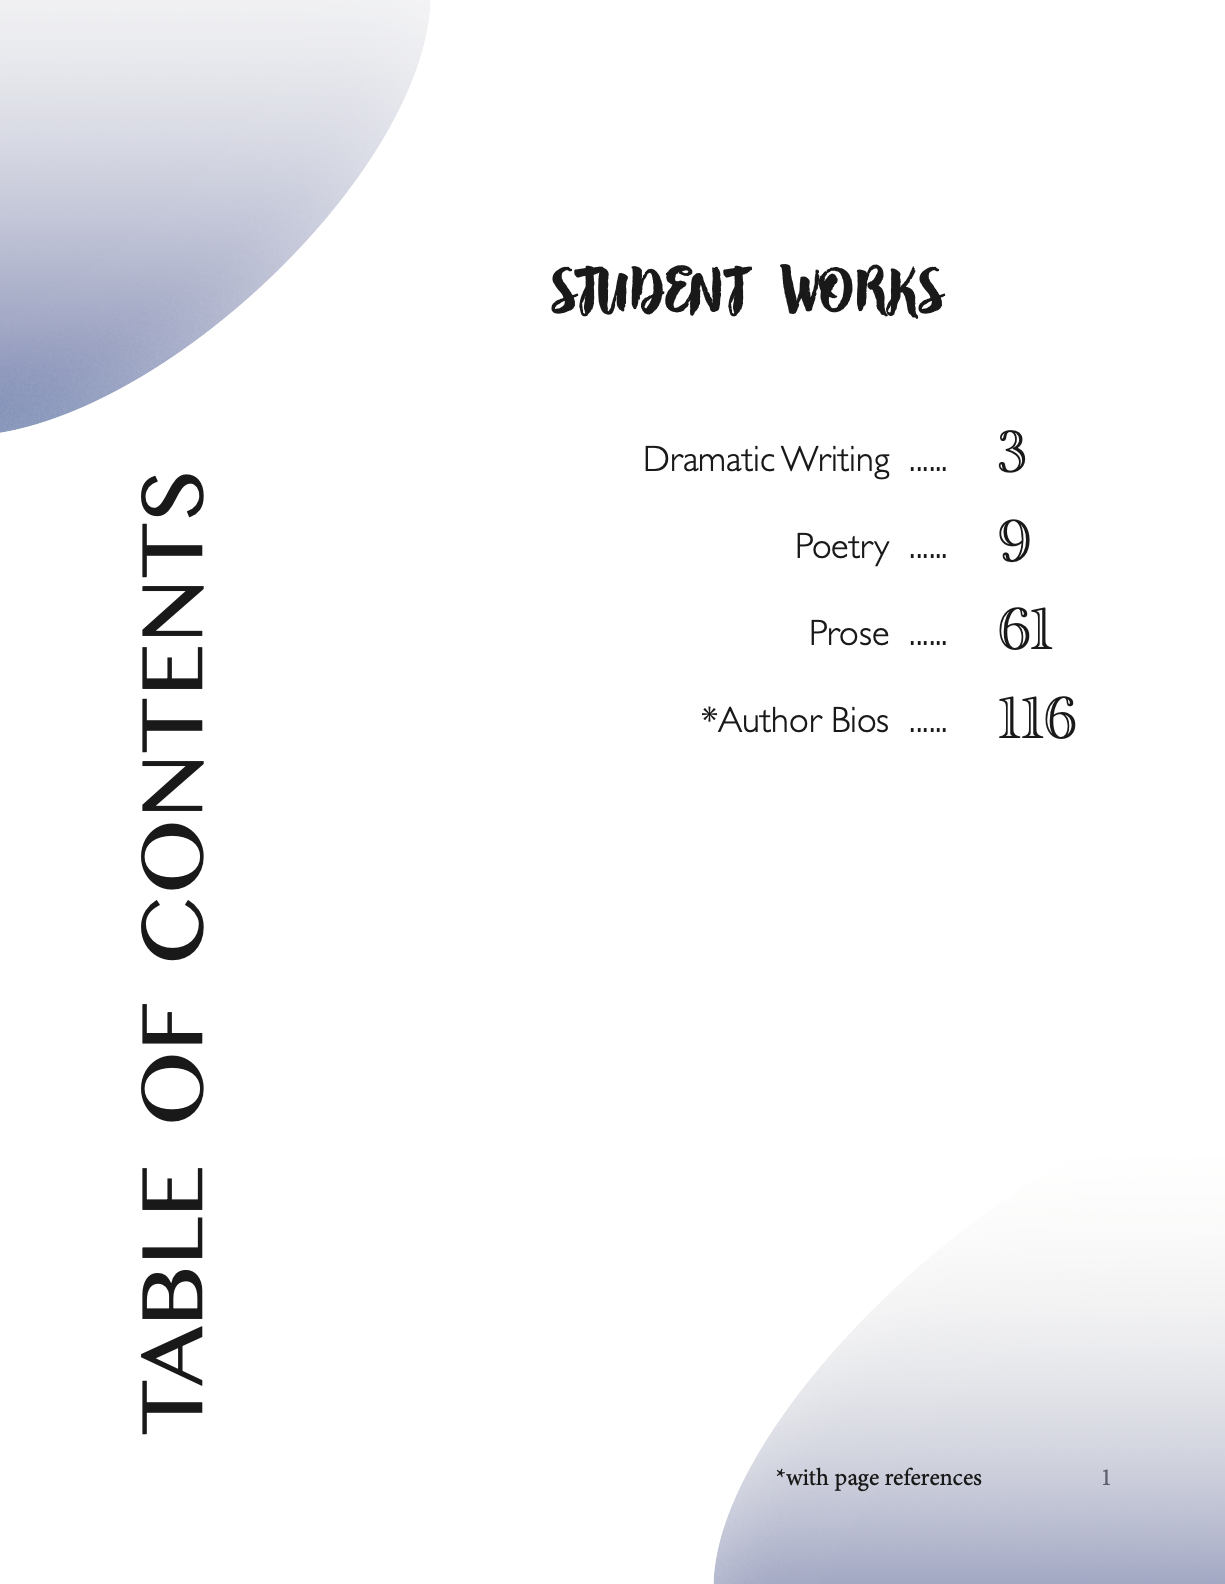 TABLE OF CONTENTS
STUDENT WORKS
Dramatic Writing ...... 3
Poetry ...... 9
Prose ...... 61
*Author Bios ...... 116
*with page references
1